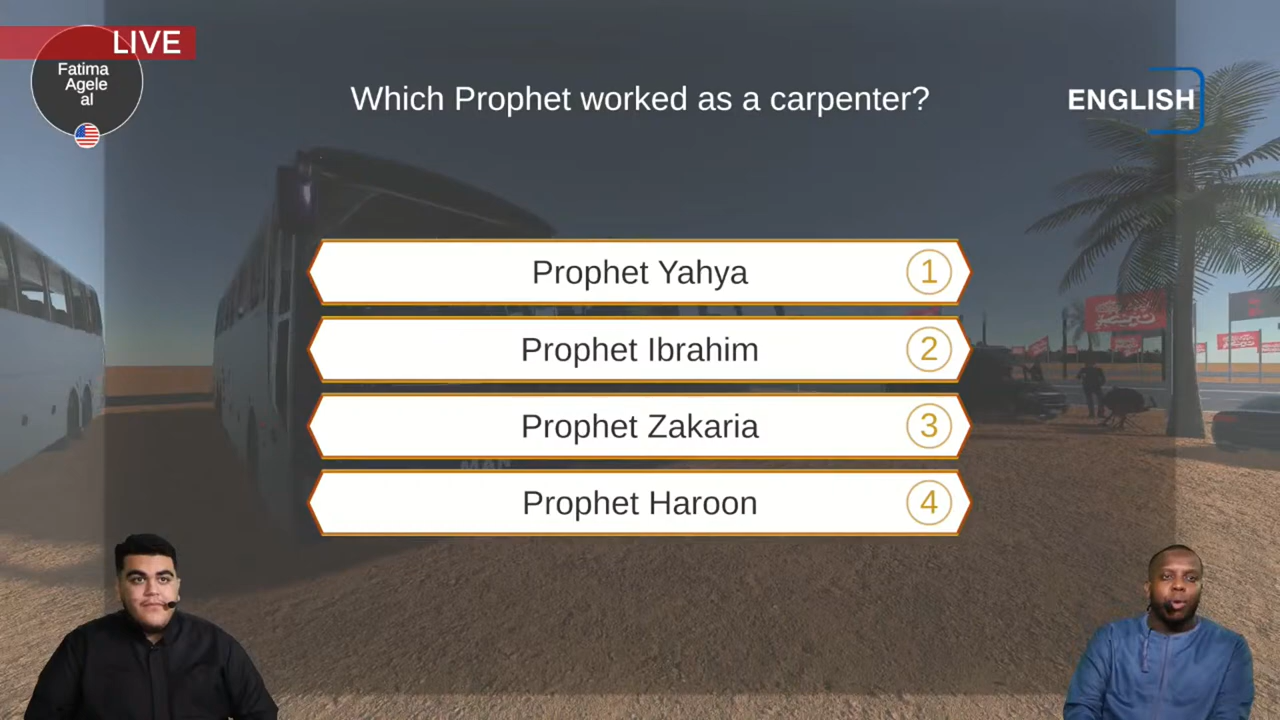 LIVE
Fatima
Agele
al
Which Prophet worked as a carpenter?
ENGLISH
Prophet Yahya 1
Prophet Ibrahim 2
Prophet Zakaria 3
Prophet Haroon 4